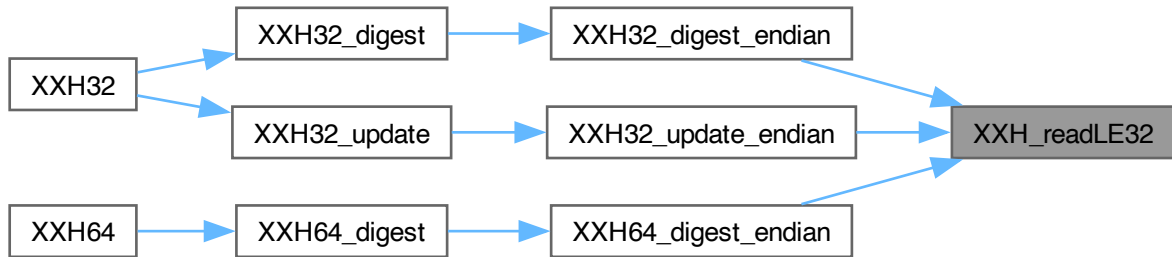 XXH32
XXH32_digest
XXH32_digest_endian
XXH32_update
XXH32_update_endian
XXH_readLE32
XXH64
XXH64_digest
XXH64_digest_endian